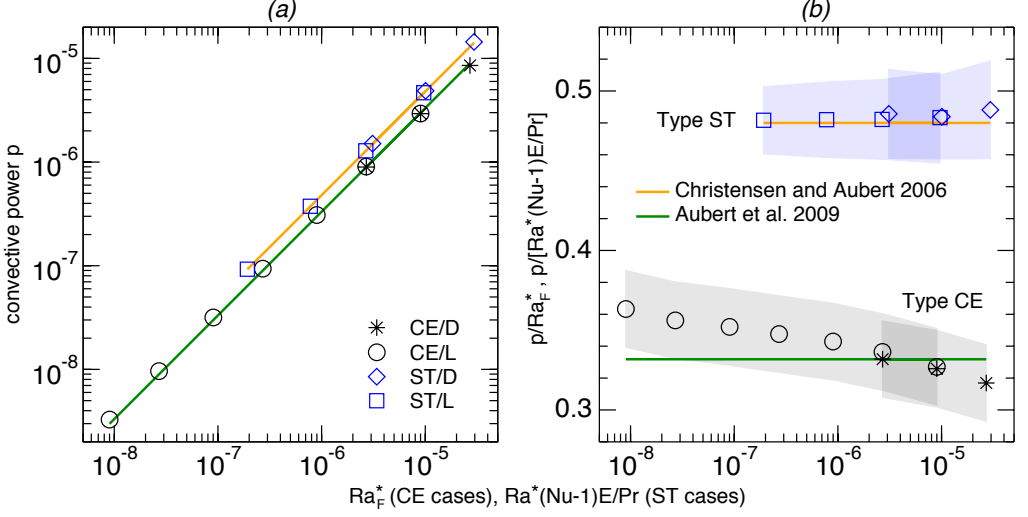 (a)
(b)
convective power p
10^-5
10^-6
10^-7
10^-8
CE/D
CE/L
ST/D
ST/L
10^-8 10^-7 10^-6 10^-5
p/Ra*_F , p/[Ra*(Nu-1)E/Pr]
0.5
0.4
0.3
Type ST
Christensen and Aubert 2006
Aubert et al. 2009
Type CE
10^-8 10^-7 10^-6 10^-5
Ra*_F (CE cases), Ra*(Nu-1)E/Pr (ST cases)